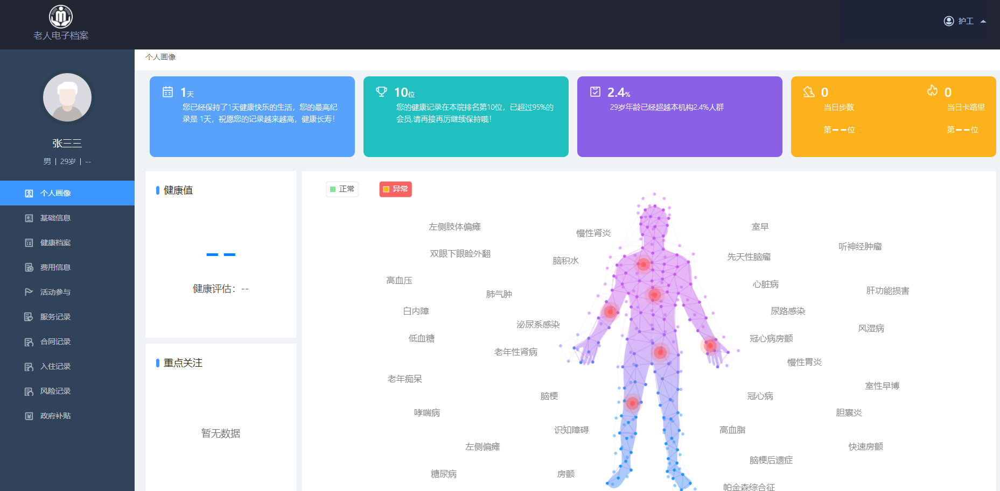 老人电子档案
护工
张三三
男 | 29岁 | --
个人画像
基础信息
健康档案
费用信息
活动参与
服务记录
合同记录
入住记录
风险记录
政府补贴
个人画像
1天
您已经保持了1天健康快乐的生活，您的最高纪
录是 1天，祝愿您的记录越来越高，健康长寿！
10位
您的健康记录在本院排名第10位，已超过95%的
会员,请再接再厉继续保持哦！
2.4%
29岁年龄已经超越本机构2.4%人群
0
当日步数
第--位
0
当日卡路里
第--位
健康值
--
健康评估：--
重点关注
暂无数据
正常
异常
左侧肢体偏瘫
慢性肾炎
室早
听神经肿瘤
双眼下眼睑外翻
脑积水
先天性脑瘤
高血压
心脏病
肺气肿
肝功能损害
白内障
尿路感染
泌尿系感染
风湿病
低血糖
冠心病房颤
老年性肾病
慢性胃炎
老年痴呆
室性早博
脑梗
冠心病
哮喘病
胆囊炎
识知障碍
高血脂
左侧偏瘫
快速房颤
脑梗后遗症
糖尿病
房颤
帕金森综合征